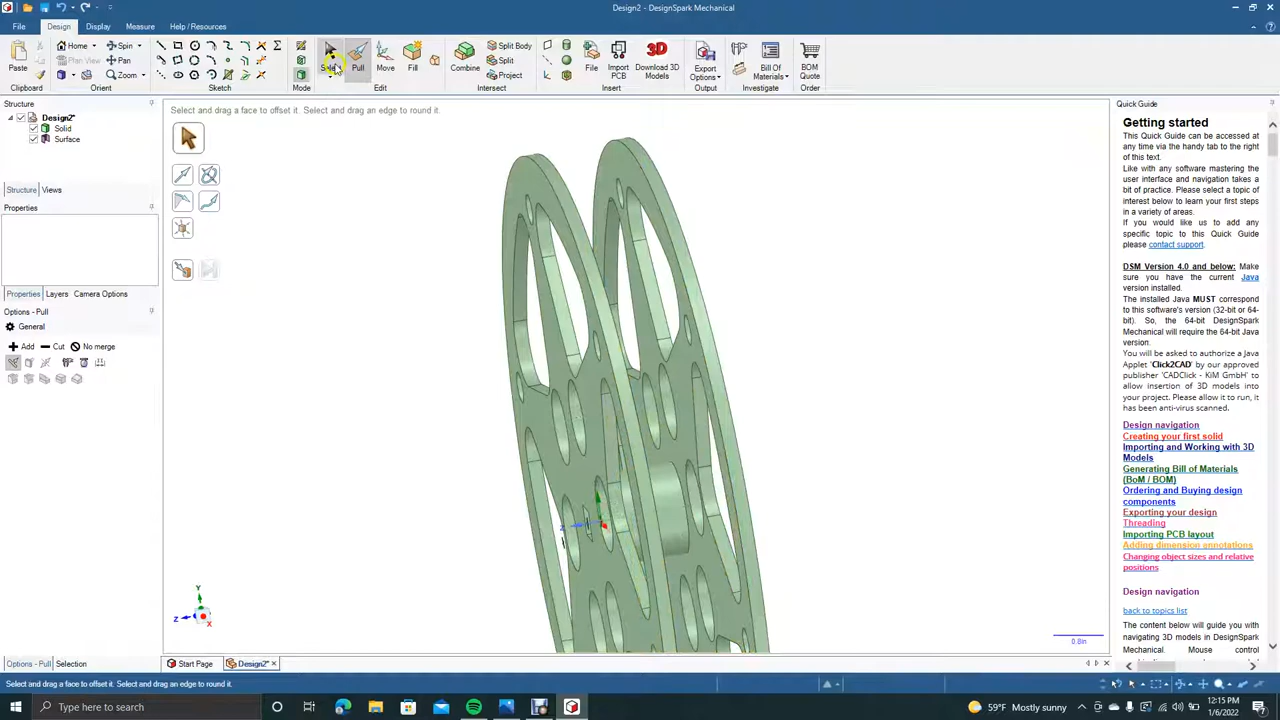 Design2 - DesignSpark Mechanical
File Design Display Measure Help / Resources
Paste
Home
Plan View
Spin
Pan
Zoom
Clipboard
Orient
Sketch
Mode
Pull
Move
Fill
Edit
Combine
Split Body
Split
Project
Intersect
File
Import PCB
Download 3D Models
Insert
Export Options
Output
Bill of Materials
Investigate
BOM Quote
Order
Structure
Design2*
Solid
Surface
Structure Views
Properties
Properties Layers Camera Options
Options - Pull
General
Add Cut No merge
Options - Pull Selection
Select and drag a face to offset it. Select and drag an edge to round it.
Z
Y
Z
X
0.8in
Start Page Design2*
Quick Guide
Getting started
This Quick Guide can be accessed at
any time via the handy tab to the right
of this text.
Like with any software mastering the
user interface and navigation takes a
bit of practice. Please select a topic of
interest below to learn your first steps
in a variety of areas.
If you would like us to add any
specific topic to this Quick Guide
please contact support.
DSM Version 4.0 and below: Make
sure you have the current Java
version installed.
The installed Java MUST correspond
to this software's version (32-bit or 64-
bit). So, the 64-bit DesignSpark
Mechanical will require the 64-bit Java
version.
You will be asked to authorize a Java
Applet 'Click2CAD' by our approved
publisher 'CADClick - KiM GmbH' to
allow insertion of 3D models into
your project. Please allow it to run, it
has been anti-virus scanned.
Design navigation
Creating your first solid
Importing and Working with 3D
Models
Generating Bill of Materials
(BoM / BOM)
Ordering and Buying design
components
Exporting your design
Threading
Importing PCB layout
Adding dimension annotations
Changing object sizes and relative
positions
Design navigation
back to topics list
The content below will guide you with
navigating 3D models in DesignSpark
Mechanical. Mouse control
Select and drag a face to offset it. Select and drag an edge to round it.
Type here to search
59°F Mostly sunny
12:15 PM
1/6/2022